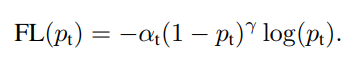 FL(pₜ) = −αₜ(1 − pₜ)ᵞ log(pₜ).